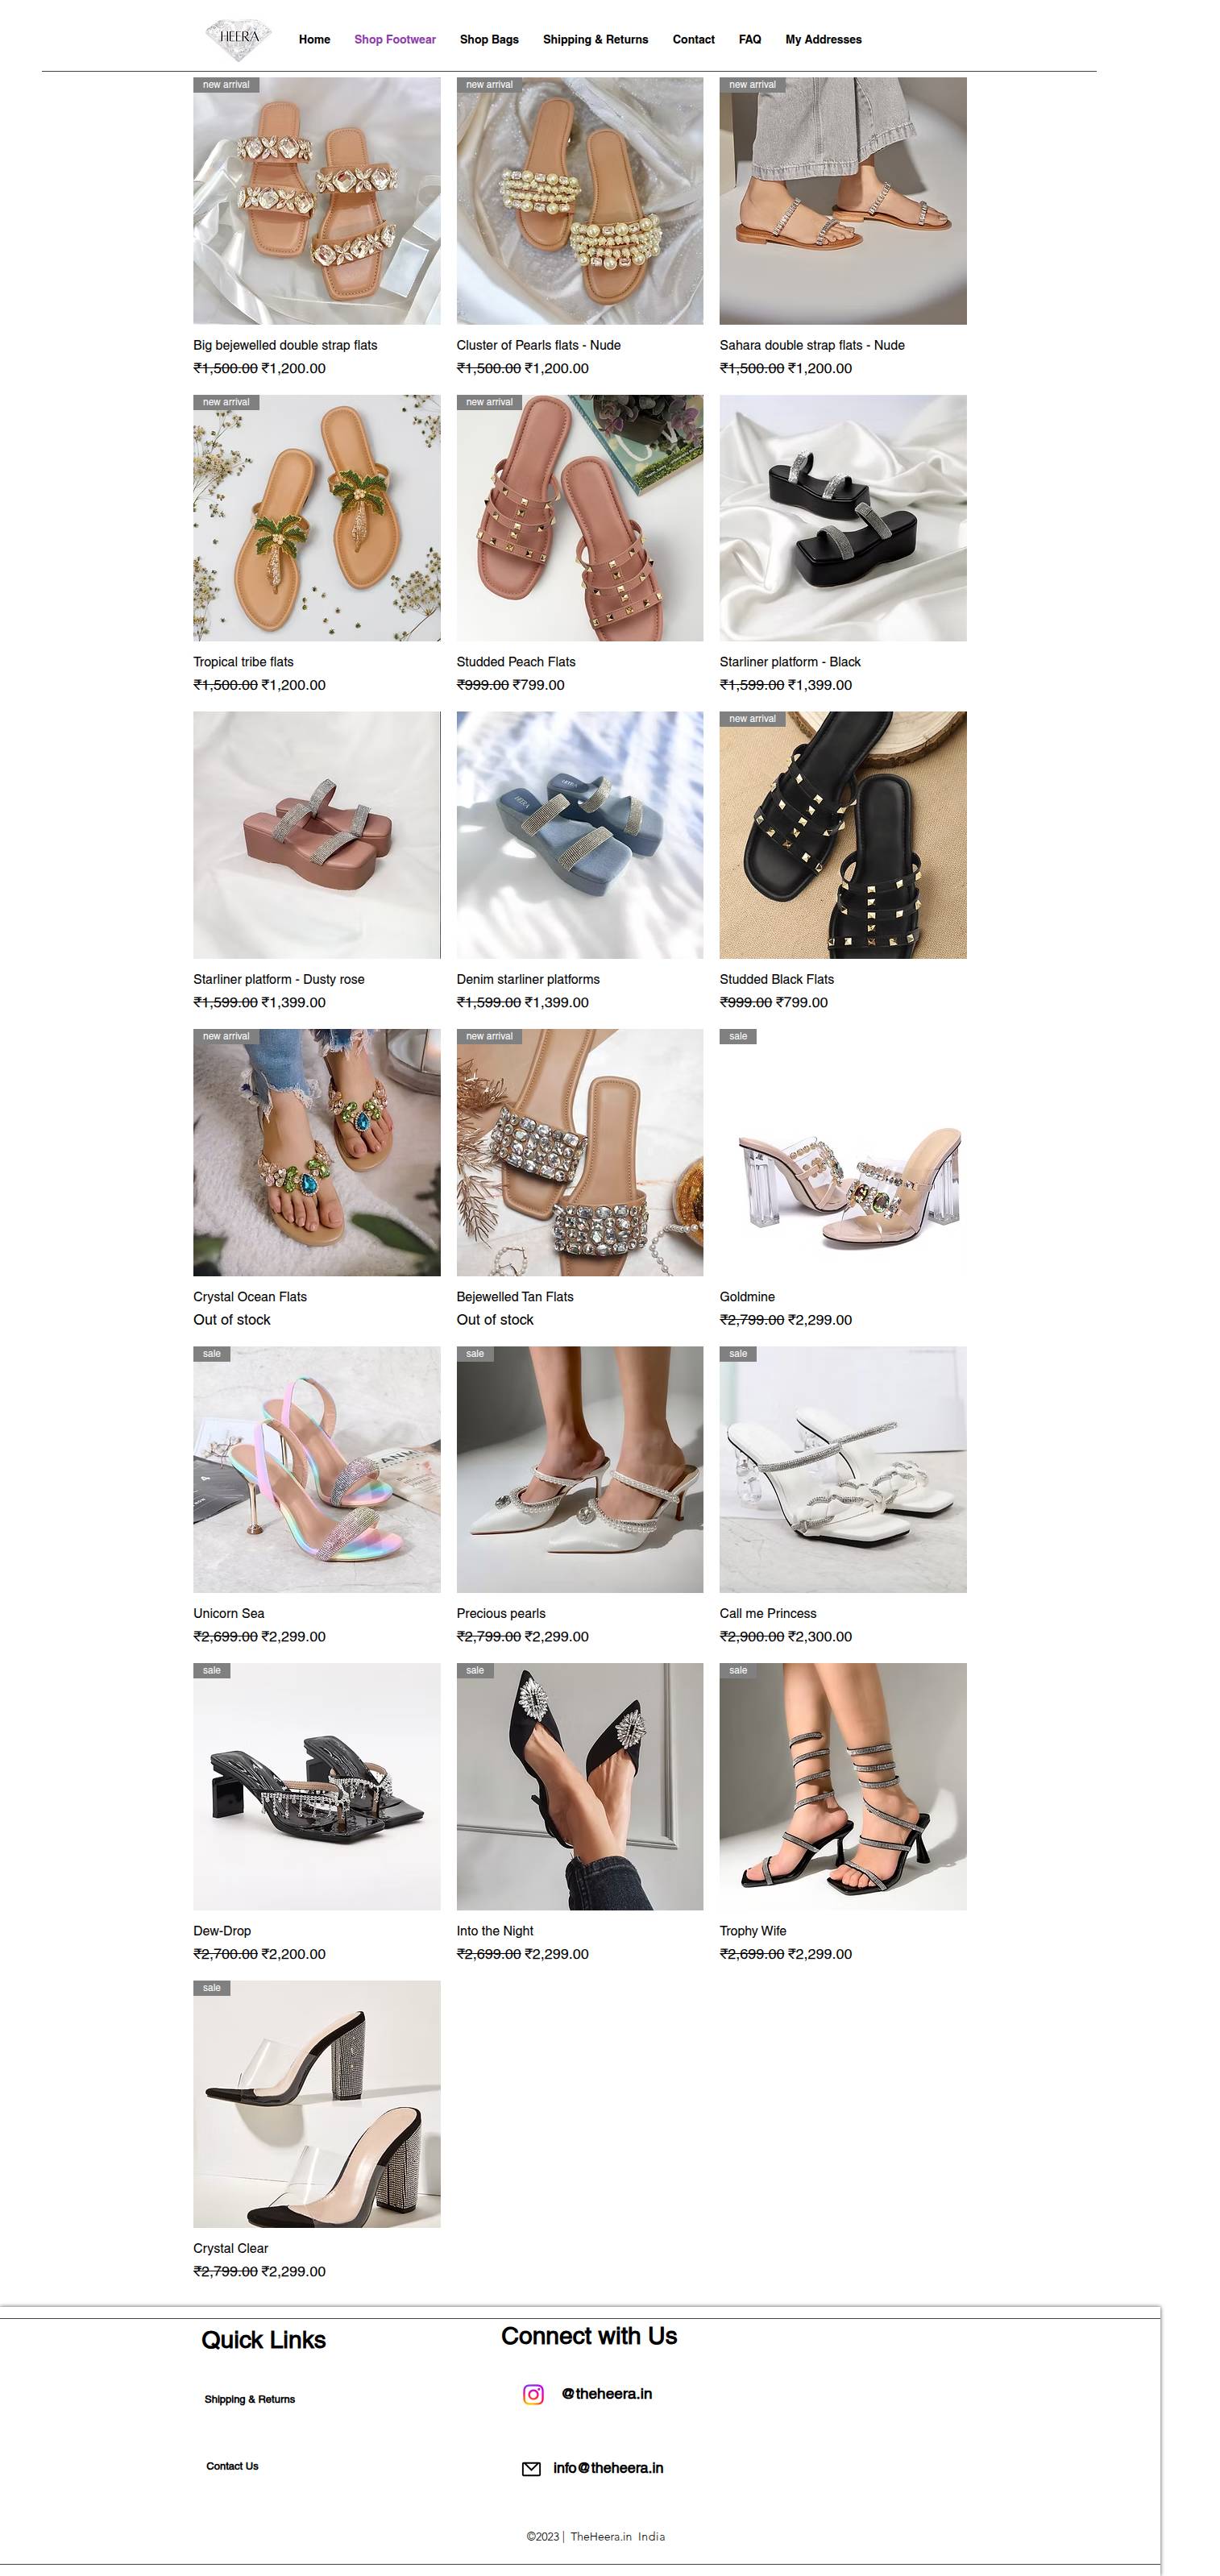 HEERA
Home Shop Footwear Shop Bags Shipping & Returns Contact FAQ My Addresses
new arrival new arrival new arrival
Big bejewelled double strap flats Cluster of Pearls flats - Nude Sahara double strap flats - Nude
₹1,500.00 ₹1,200.00 ₹1,500.00 ₹1,200.00 ₹1,500.00 ₹1,200.00
new arrival new arrival
Tropical tribe flats Studded Peach Flats Starliner platform - Black
₹1,500.00 ₹1,200.00 ₹999.00 ₹799.00 ₹1,599.00 ₹1,399.00
new arrival
HEERA HEERA
Starliner platform - Dusty rose Denim starliner platforms Studded Black Flats
₹1,599.00 ₹1,399.00 ₹1,599.00 ₹1,399.00 ₹999.00 ₹799.00
new arrival new arrival sale
Crystal Ocean Flats Bejewelled Tan Flats Goldmine
Out of stock Out of stock ₹2,799.00 ₹2,299.00
sale sale sale
Unicorn Sea Precious pearls Call me Princess
₹2,699.00 ₹2,299.00 ₹2,799.00 ₹2,299.00 ₹2,900.00 ₹2,300.00
sale sale sale
Dew-Drop Into the Night Trophy Wife
₹2,700.00 ₹2,200.00 ₹2,699.00 ₹2,299.00 ₹2,699.00 ₹2,299.00
sale
Crystal Clear
₹2,799.00 ₹2,299.00
Quick Links Connect with Us
@theheera.in
Shipping & Returns
Contact Us info@theheera.in
©2023 | TheHeera.in India